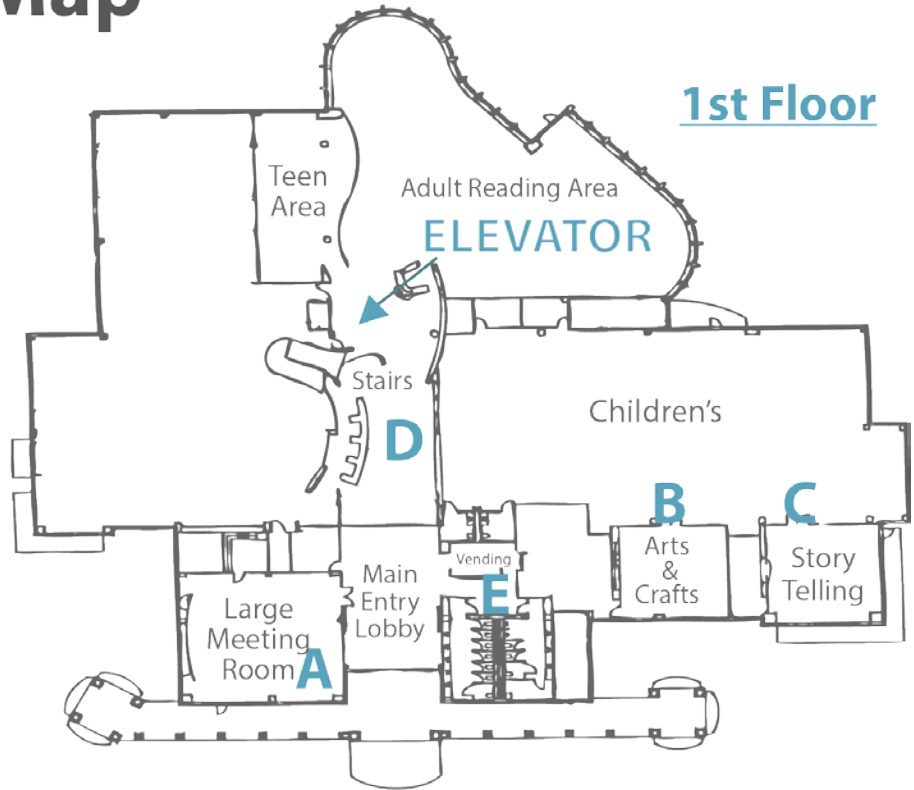 Map
1st Floor
Teen
Area
Adult Reading Area
ELEVATOR
Stairs
D
Children's
B
C
Arts
&
Crafts
Story
Telling
Vending
E
Main
Entry
Lobby
Large
Meeting
Room
A